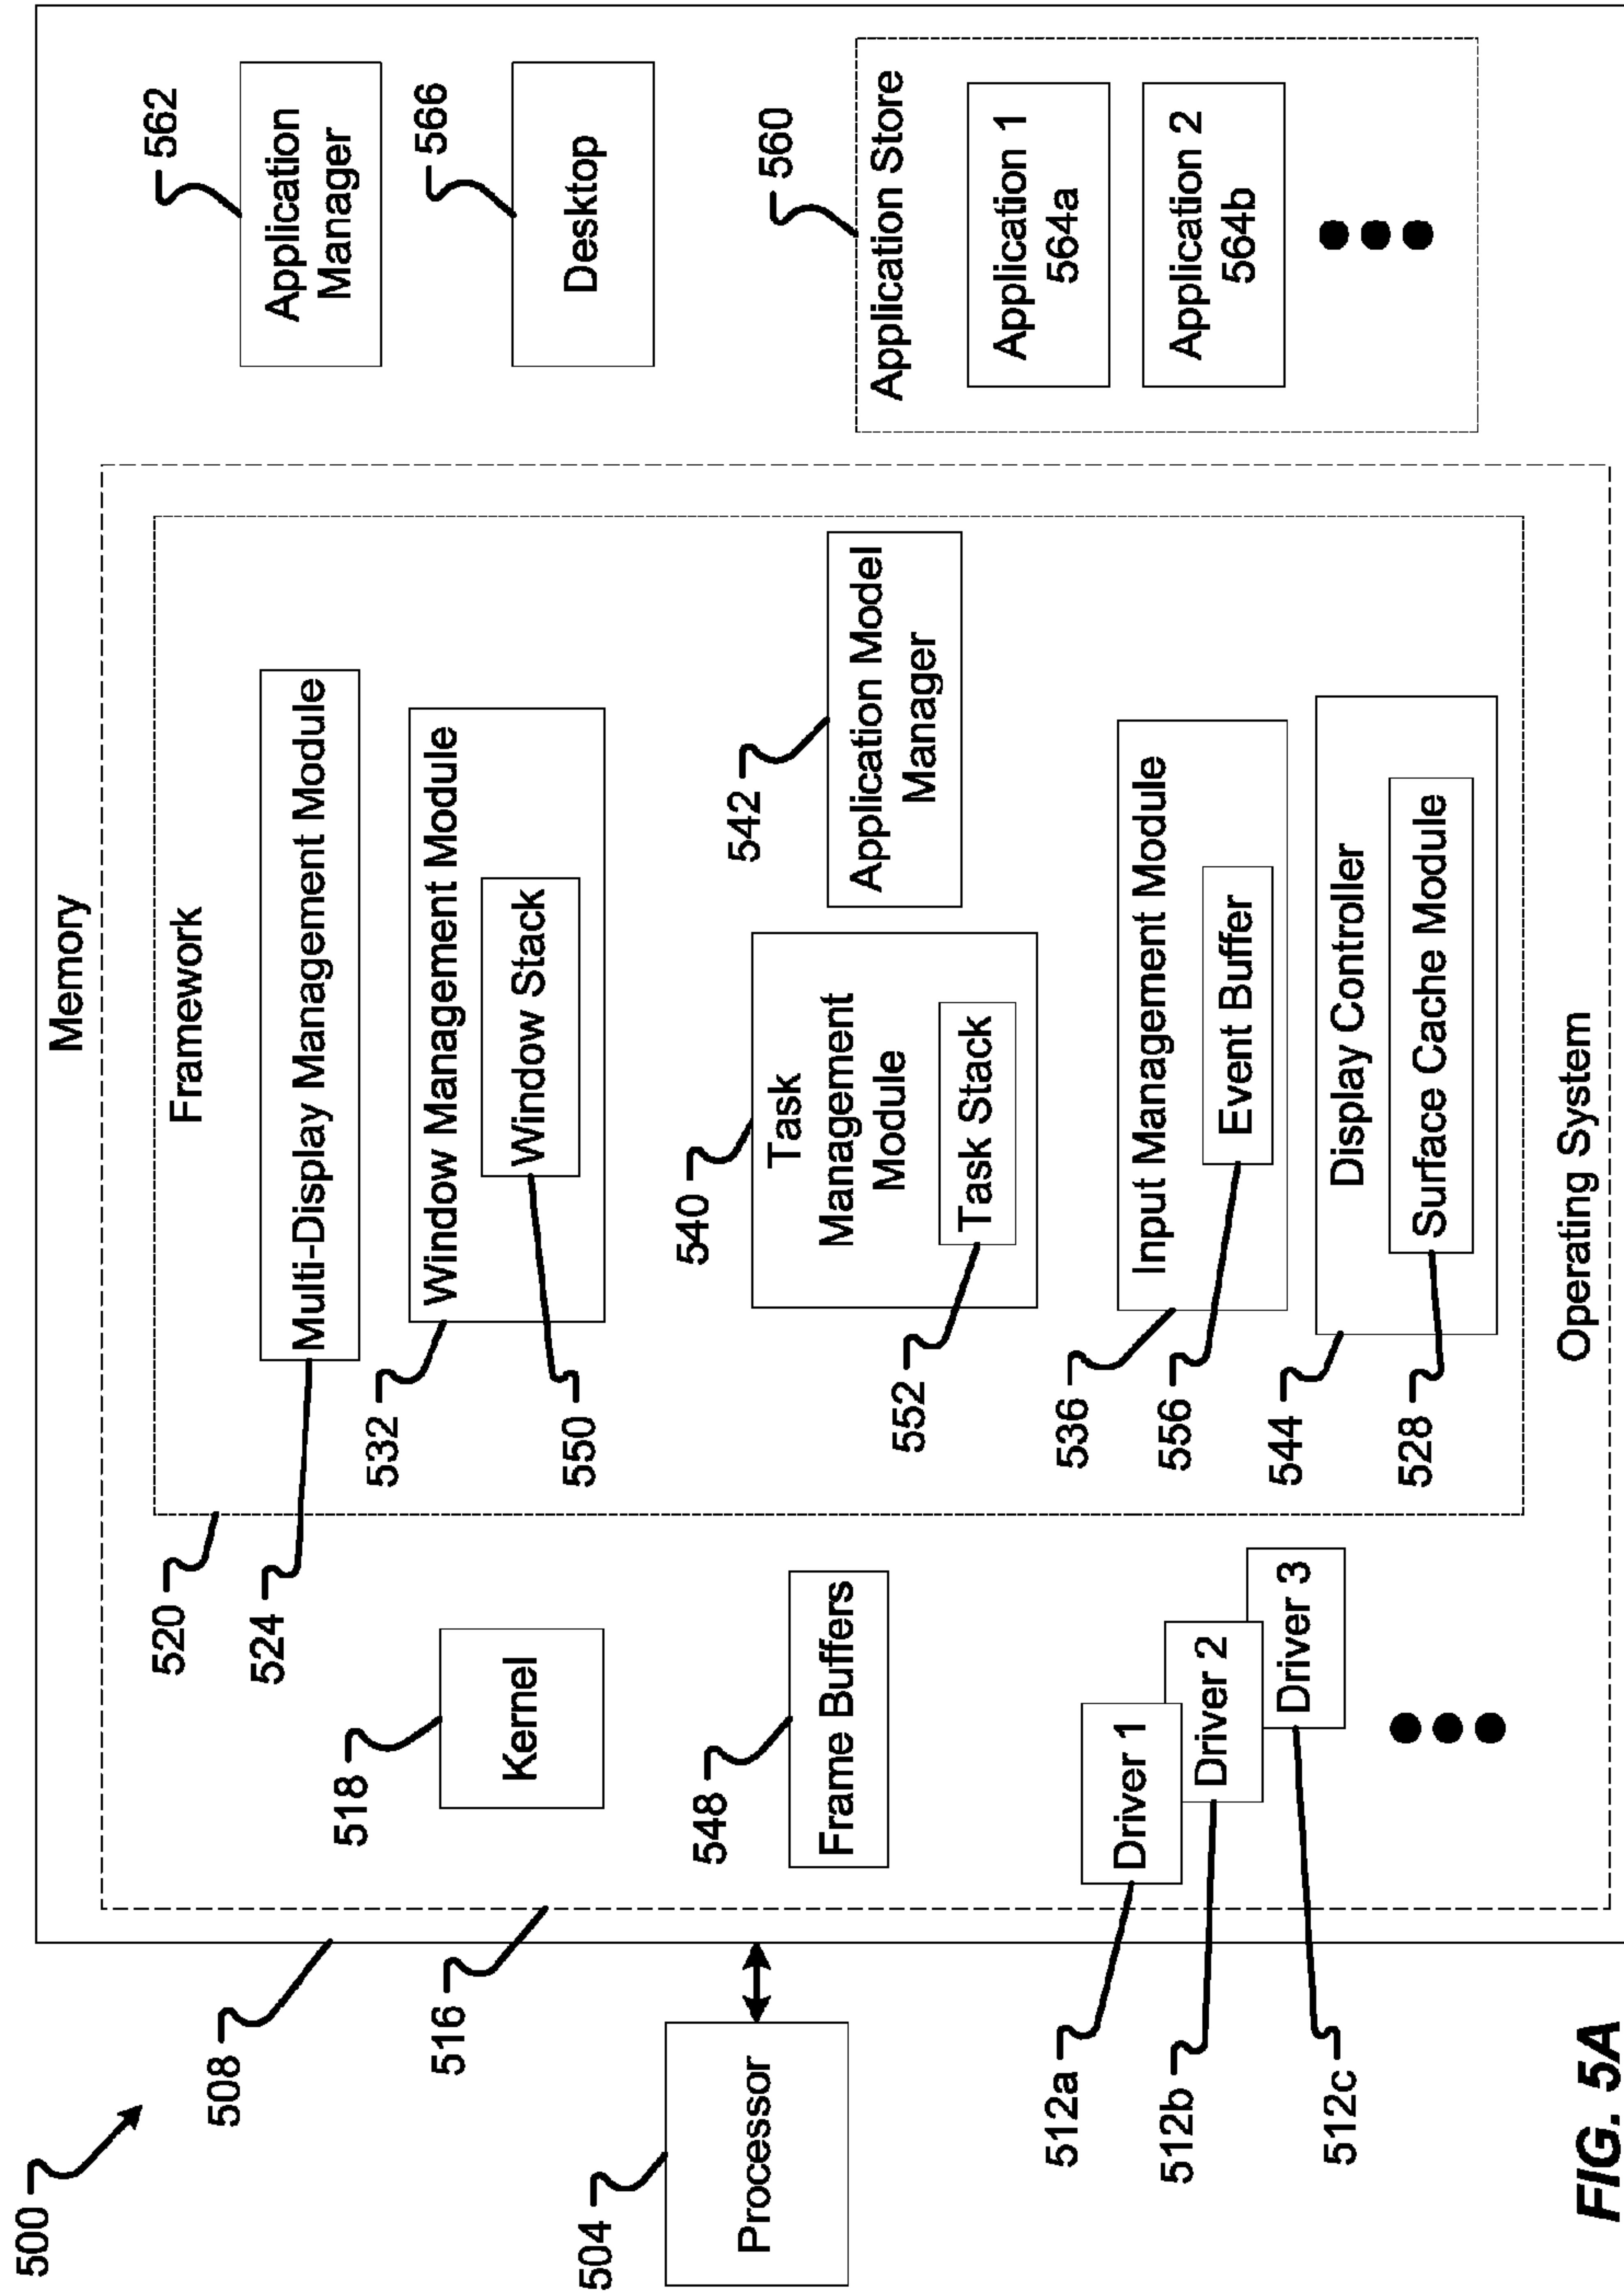 500
508
Memory
516
520
Framework
524
Multi-Display Management Module
518
Kernel
532
Window Management Module
550
Window Stack
504
Processor
548
Frame Buffers
540
Task
Management
Module
552
Task Stack
542
Application Model
Manager
512a
Driver 1
512b
Driver 2
512c
Driver 3
536
Input Management Module
556
Event Buffer
544
Display Controller
528
Surface Cache Module
Operating System
562
Application
Manager
566
Desktop
560
Application Store
Application 1
564a
Application 2
564b
FIG. 5A